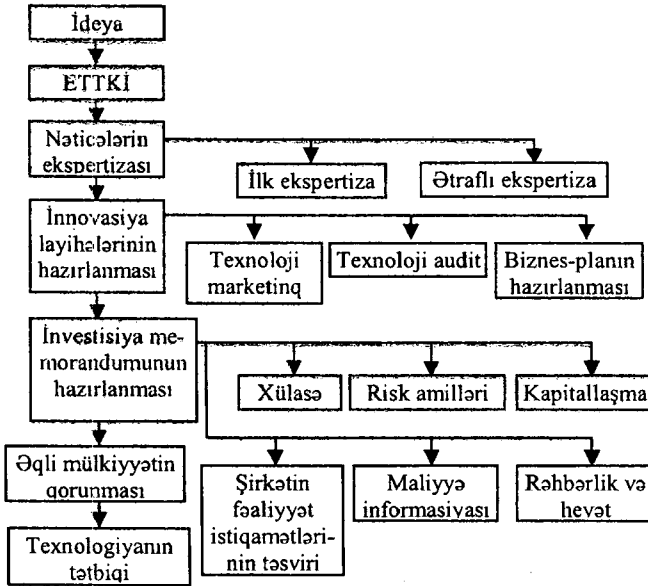 İdeya
ETTKİ
Nəticələrin
ekspertizası
İlk ekspertiza
Ətraflı ekspertiza
İnnovasiya
layihələrinin
hazırlanması
Texnoloji
marketinq
Texnoloji audit
Biznes-planın
hazırlanması
İnvestisiya me-
morandumunun
hazırlanması
Xülasə
Risk amilləri
Kapitallaşma
Şirkətin
fəaliyyət
istiqamətləri-
nin təsviri
Maliyyə
informasiyası
Rəhbərlik və
heyət
Əqli mülkiyyətin
qorunması
Texnologiyanın
tətbiqi